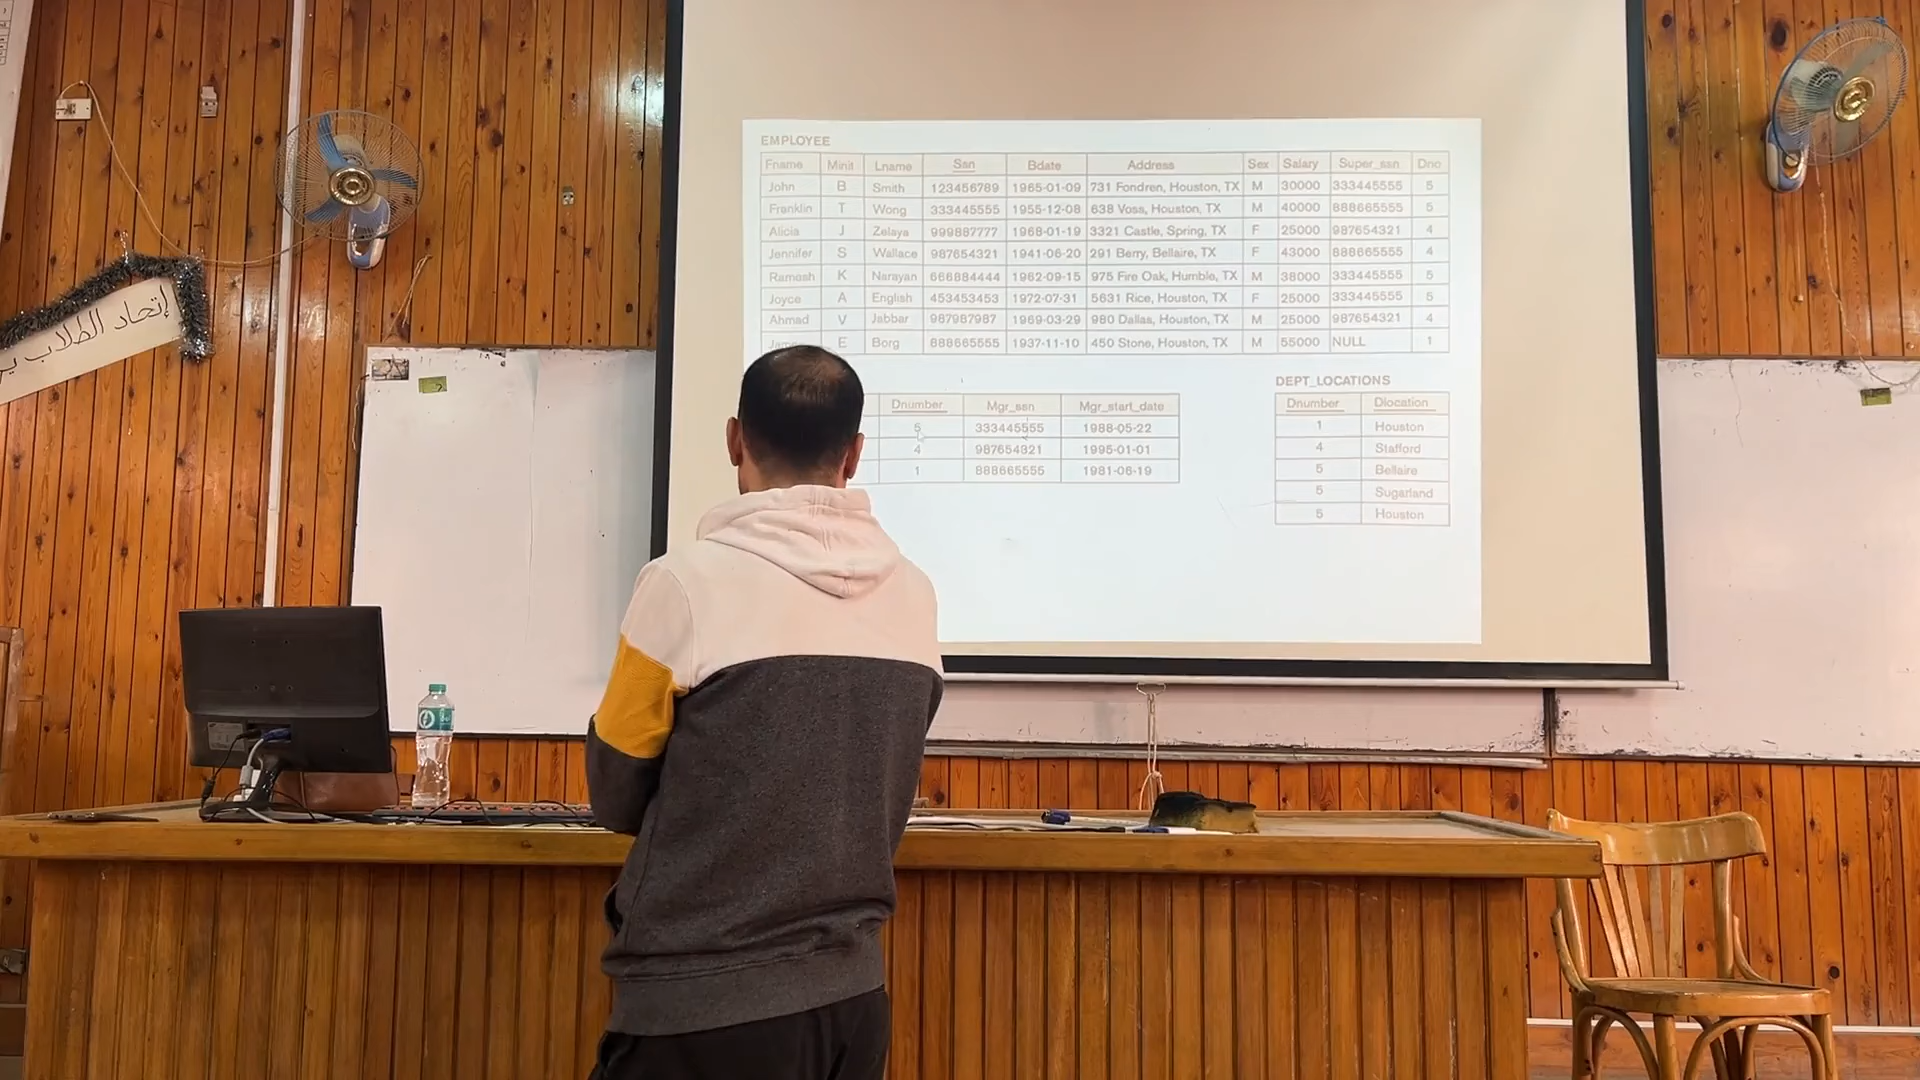 EMPLOYEE
Fname Minit Lname Ssn Bdate Address Sex Salary Super_ssn Dno
John B Smith 123456789 1965-01-09 731 Fondren, Houston, TX M 30000 333445555 5
Franklin T Wong 333445555 1955-12-08 638 Voss, Houston, TX M 40000 888665555 5
Alicia J Zelaya 999887777 1968-01-19 3321 Castle, Spring, TX F 25000 987654321 4
Jennifer S Wallace 987654321 1941-06-20 291 Berry, Bellaire, TX F 43000 888665555 4
Ramesh K Narayan 666884444 1962-09-15 975 Fire Oak, Humble, TX M 38000 333445555 5
Joyce A English 453453453 1972-07-31 5631 Rice, Houston, TX F 25000 333445555 5
Ahmad V Jabbar 987987987 1969-03-29 980 Dallas, Houston, TX M 25000 987654321 4
E Borg 888665555 1937-11-10 450 Stone, Houston, TX M 55000 NULL 1
Dnumber Mgr_ssn Mgr_start_date
5 333445555 1988-05-22
4 987654321 1995-01-01
1 888665555 1981-06-19
DEPT_LOCATIONS
Dnumber Dlocation
1 Houston
4 Stafford
5 Bellaire
5 Sugarland
5 Houston
إتحاد الطلاب